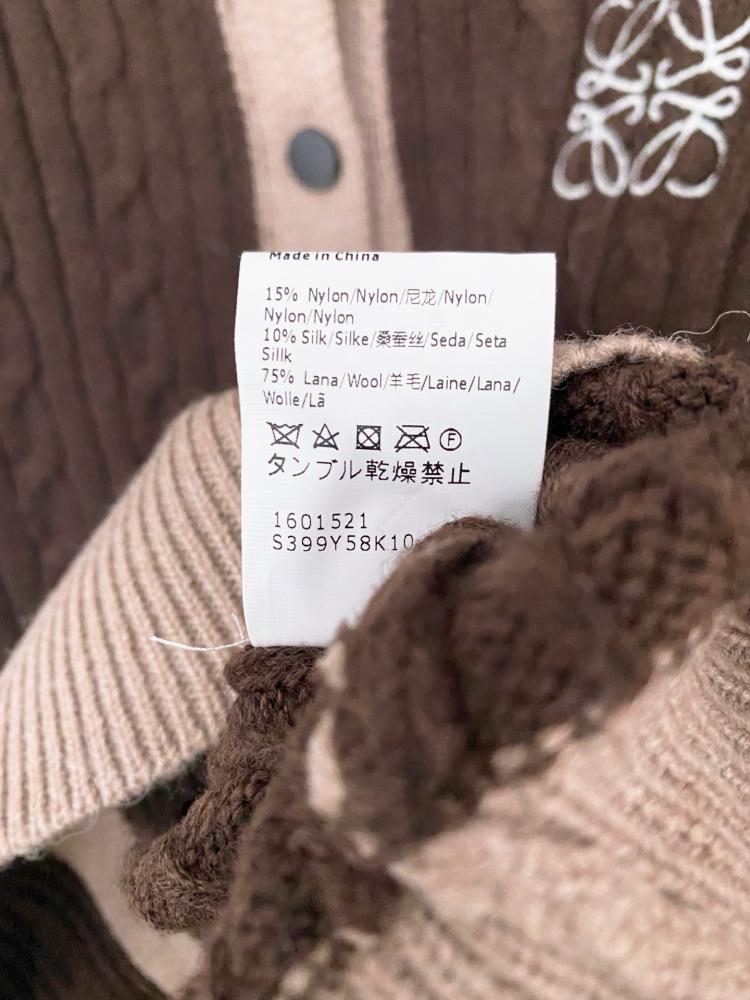 Made in China
15% Nylon/Nylon/尼龙/Nylon/
Nylon/Nylon
10% Silk/Silke/桑蚕丝/Seda/Seta
Sillk
75% Lana/Wool/羊毛/Laine/Lana/
Wolle/Lã
F
タンブル乾燥禁止
1601521
S399Y58K10